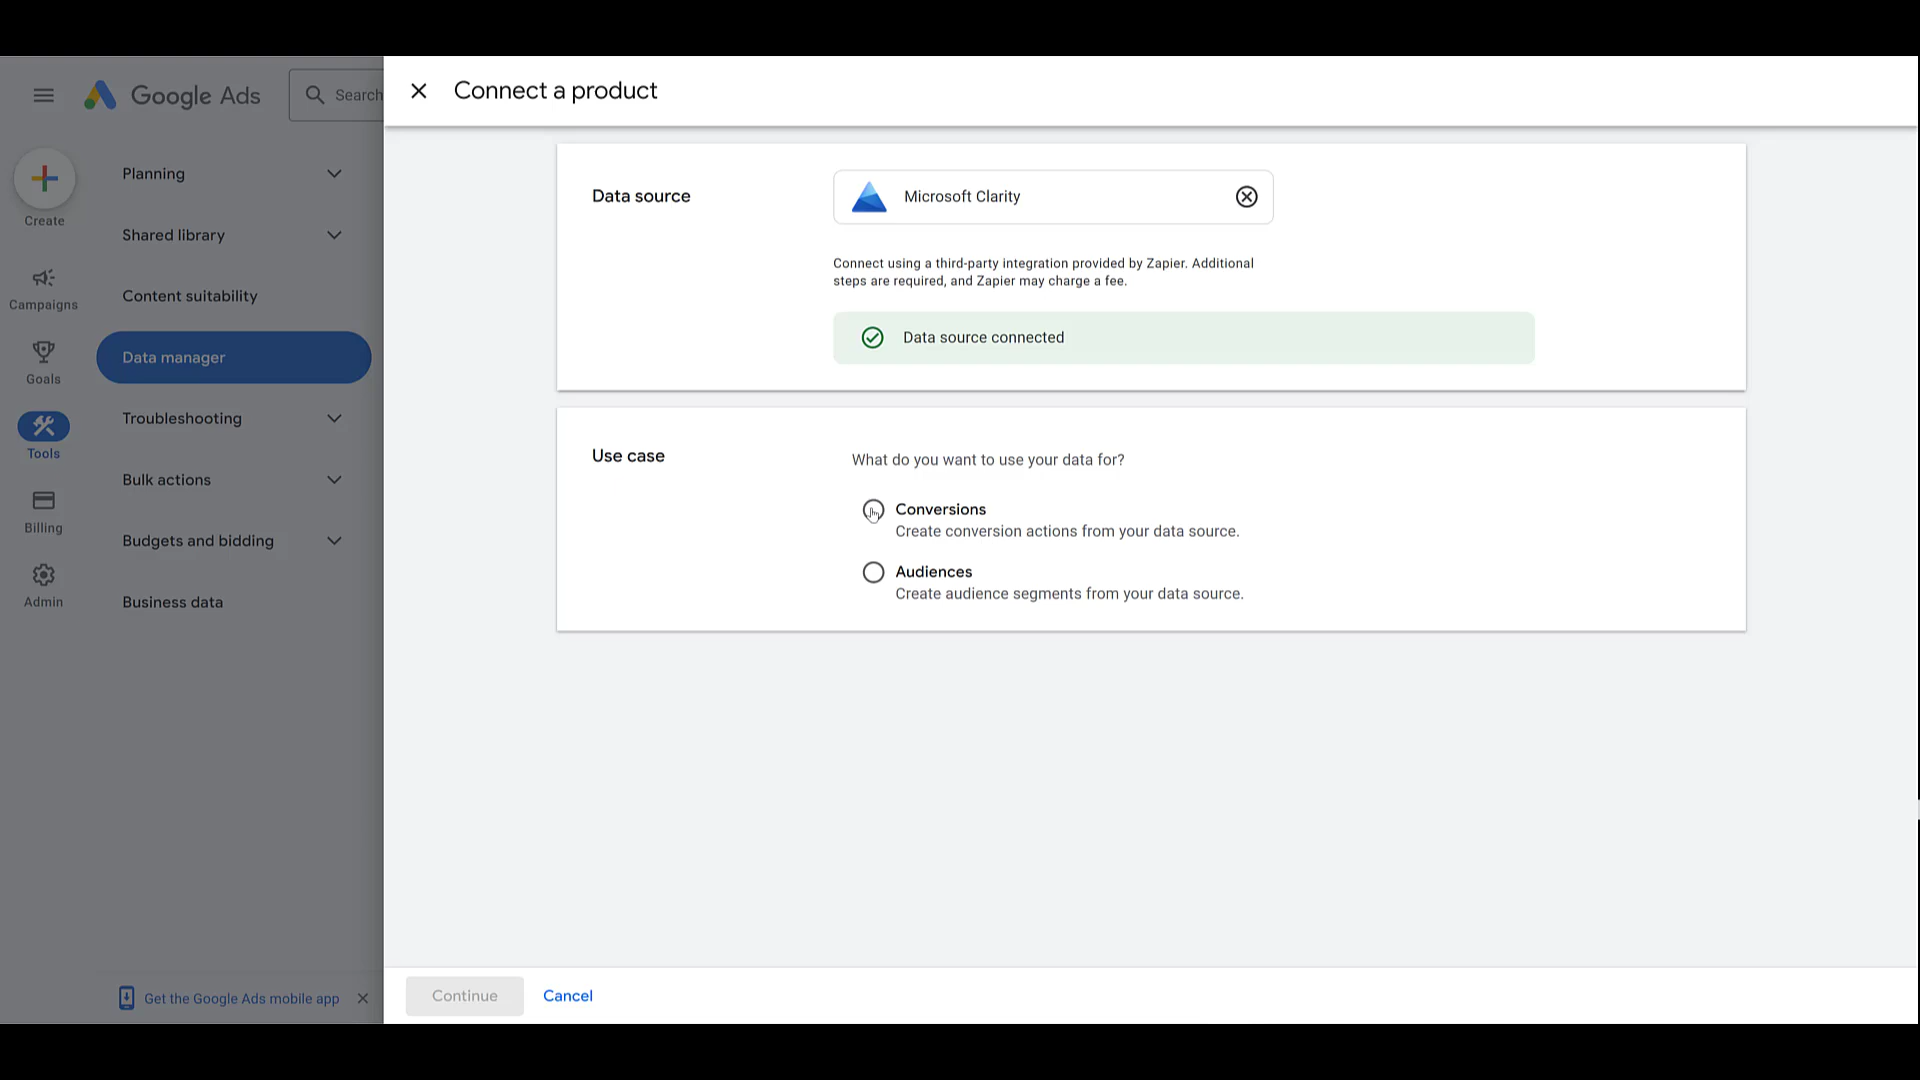 Google Ads
Search
Create
Campaigns
Goals
Tools
Billing
Admin
Planning
Shared library
Content suitability
Data manager
Troubleshooting
Bulk actions
Budgets and bidding
Business data
Get the Google Ads mobile app
Connect a product
Data source
Microsoft Clarity
Connect using a third-party integration provided by Zapier. Additional
steps are required, and Zapier may charge a fee.
Data source connected
Use case
What do you want to use your data for?
Conversions
Create conversion actions from your data source.
Audiences
Create audience segments from your data source.
Continue
Cancel